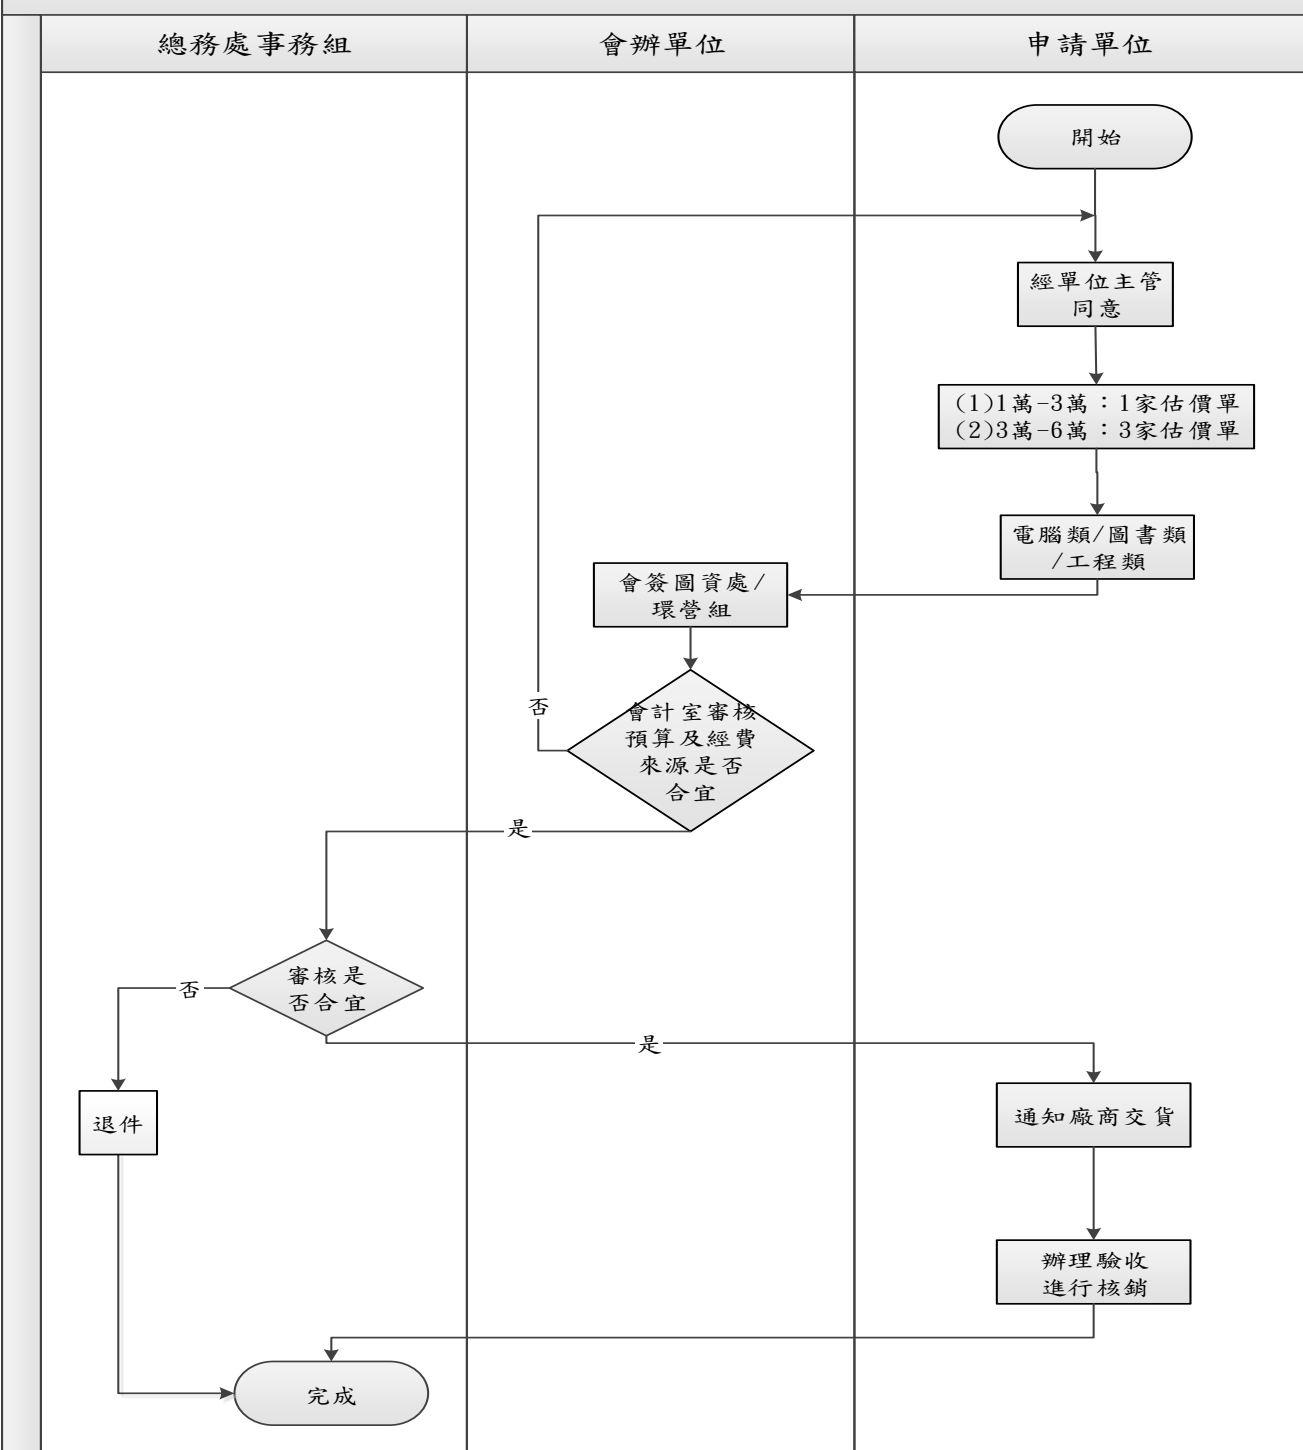 總務處事務組
會辦單位
申請單位
開始
經單位主管
同意
(1)1萬-3萬：1家估價單
(2)3萬-6萬：3家估價單
電腦類/圖書類
/工程類
會簽圖資處/
環營組
否
會計室審核
預算及經費
來源是否
合宜
是
審核是
否合宜
否
是
退件
通知廠商交貨
辦理驗收
進行核銷
完成